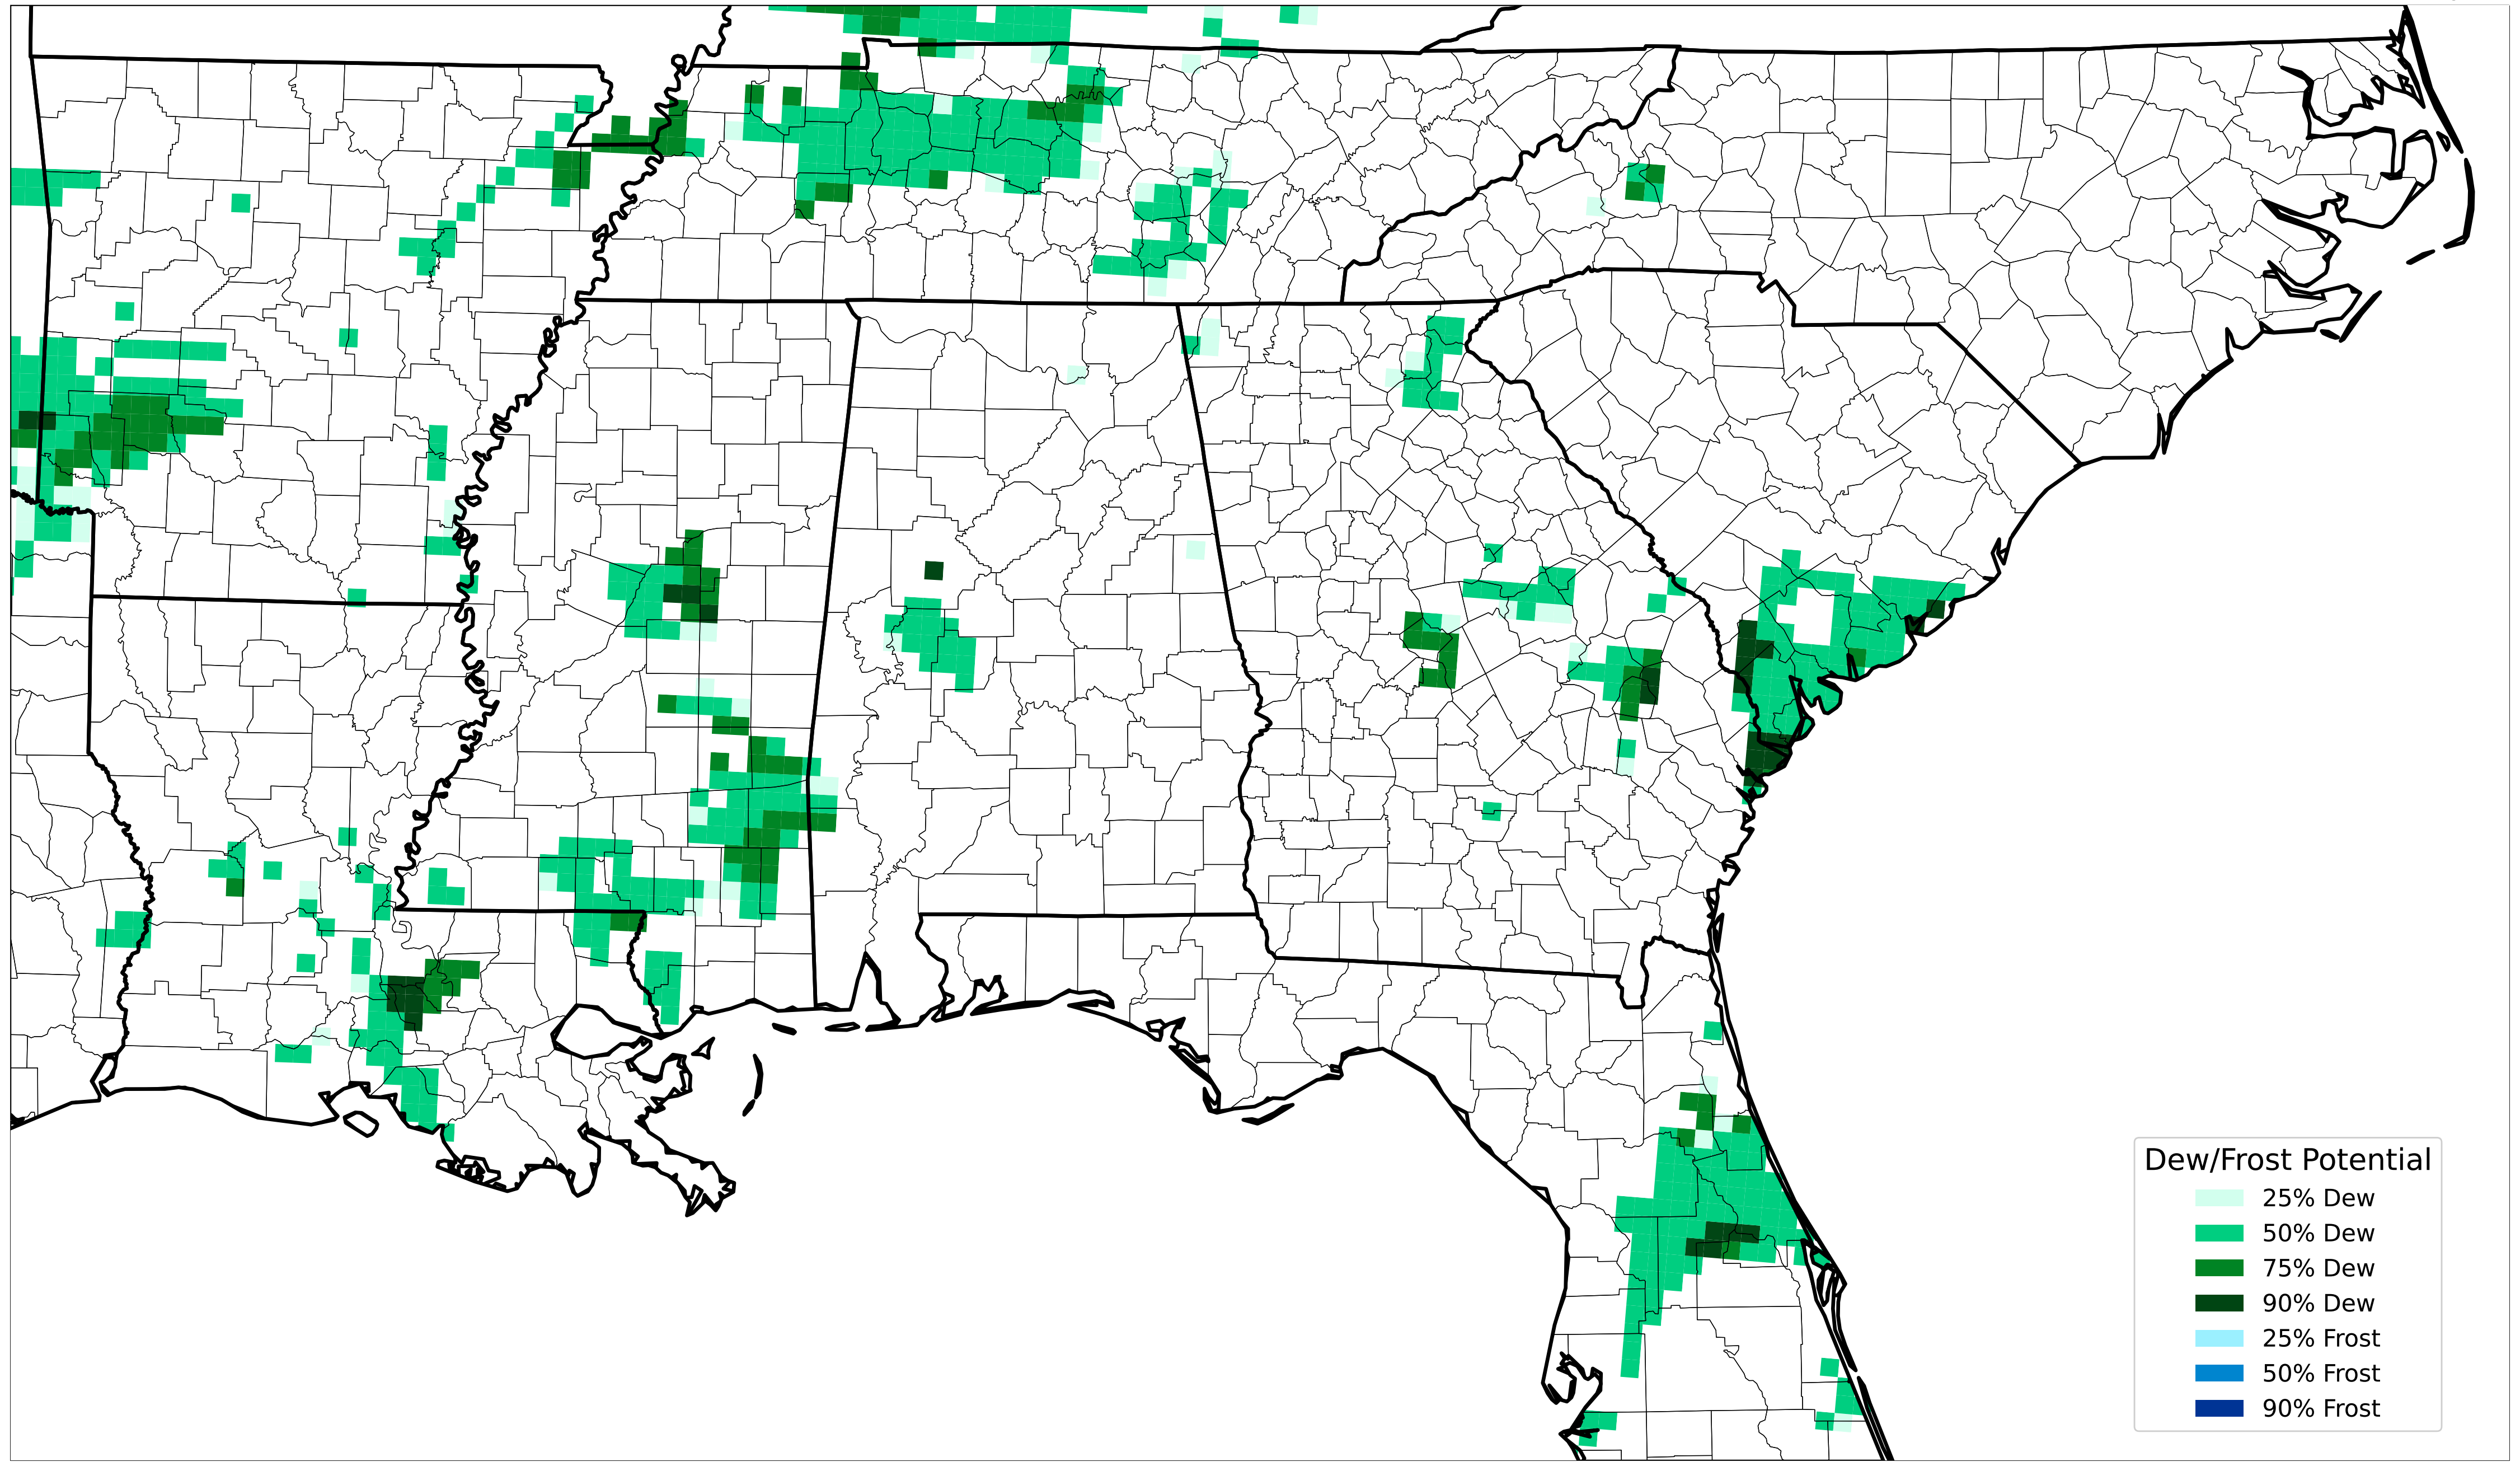 Dew/Frost Potential
25% Dew
50% Dew
75% Dew
90% Dew
25% Frost
50% Frost
90% Frost